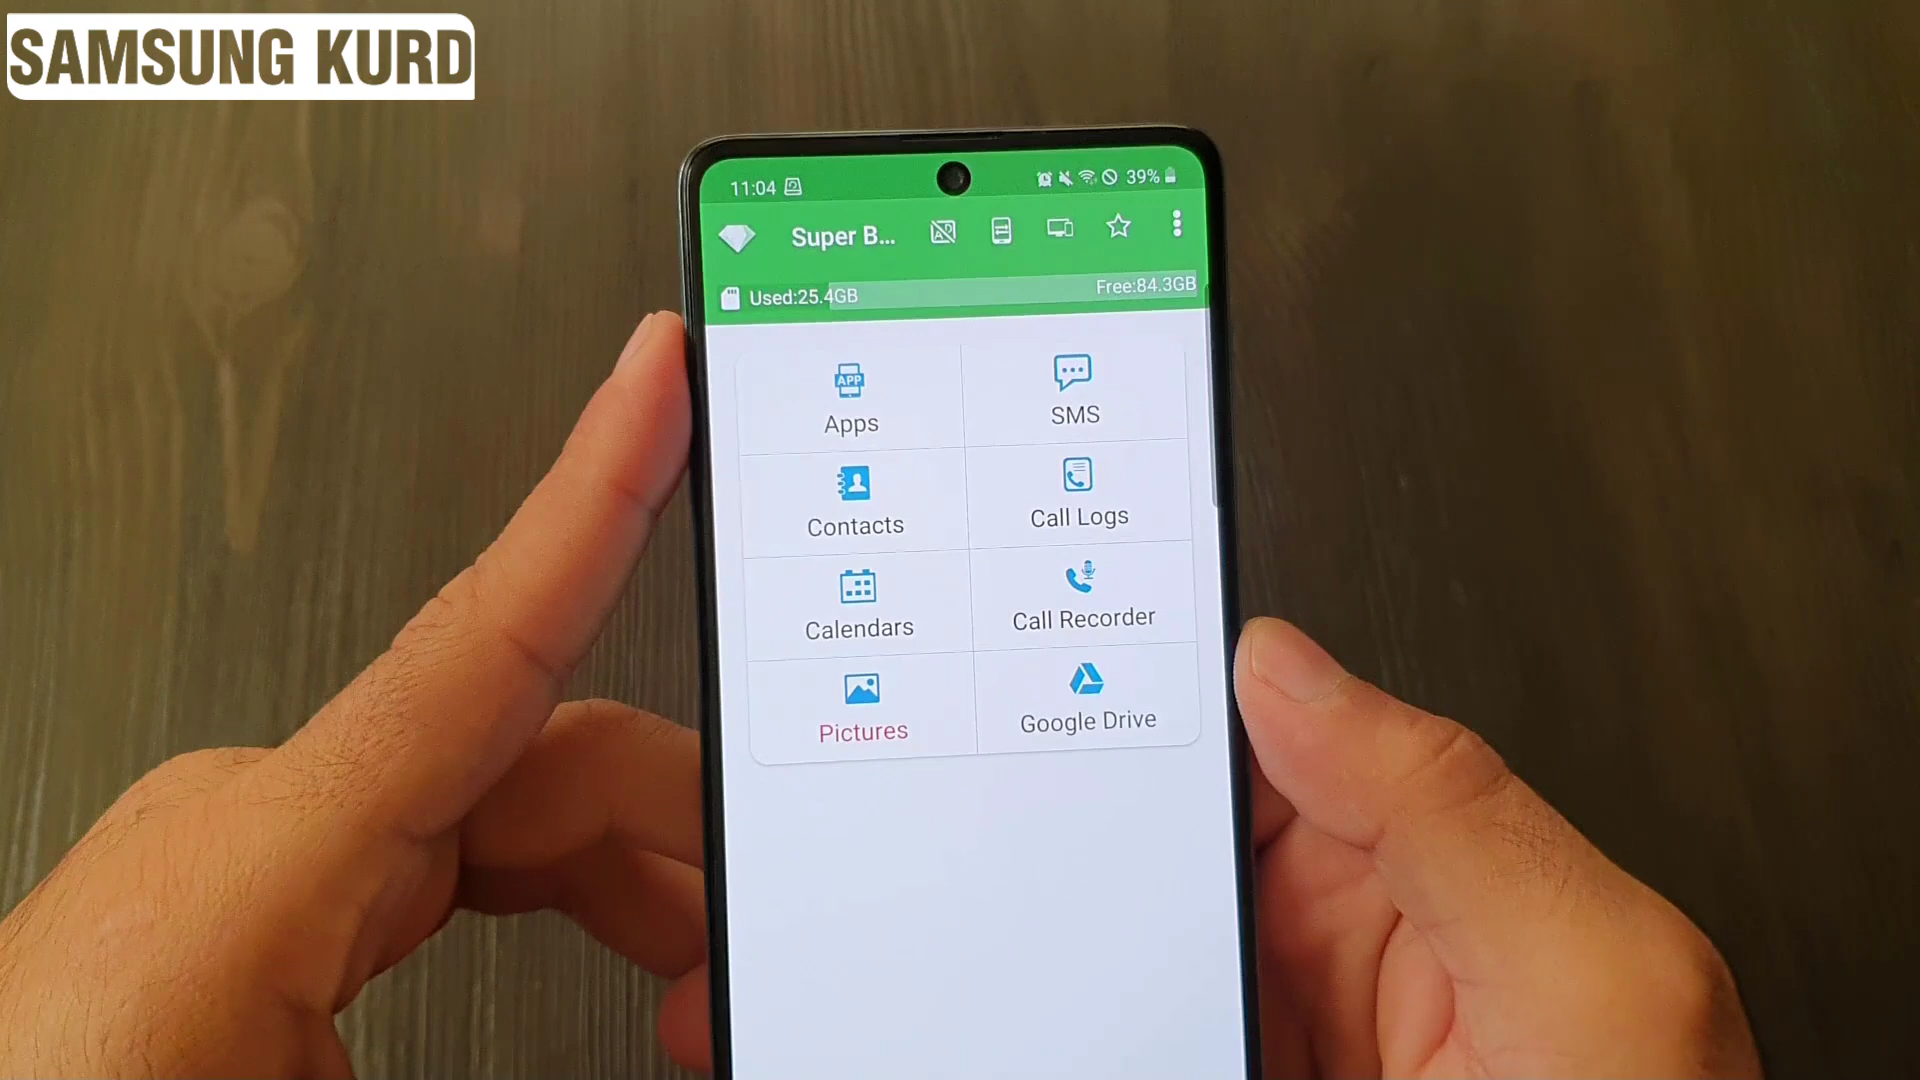 SAMSUNG KURD
11:04 39%
Super B...
Used:25.4GB Free:84.3GB
APP
Apps
SMS
Contacts
Call Logs
Calendars
Call Recorder
Pictures
Google Drive